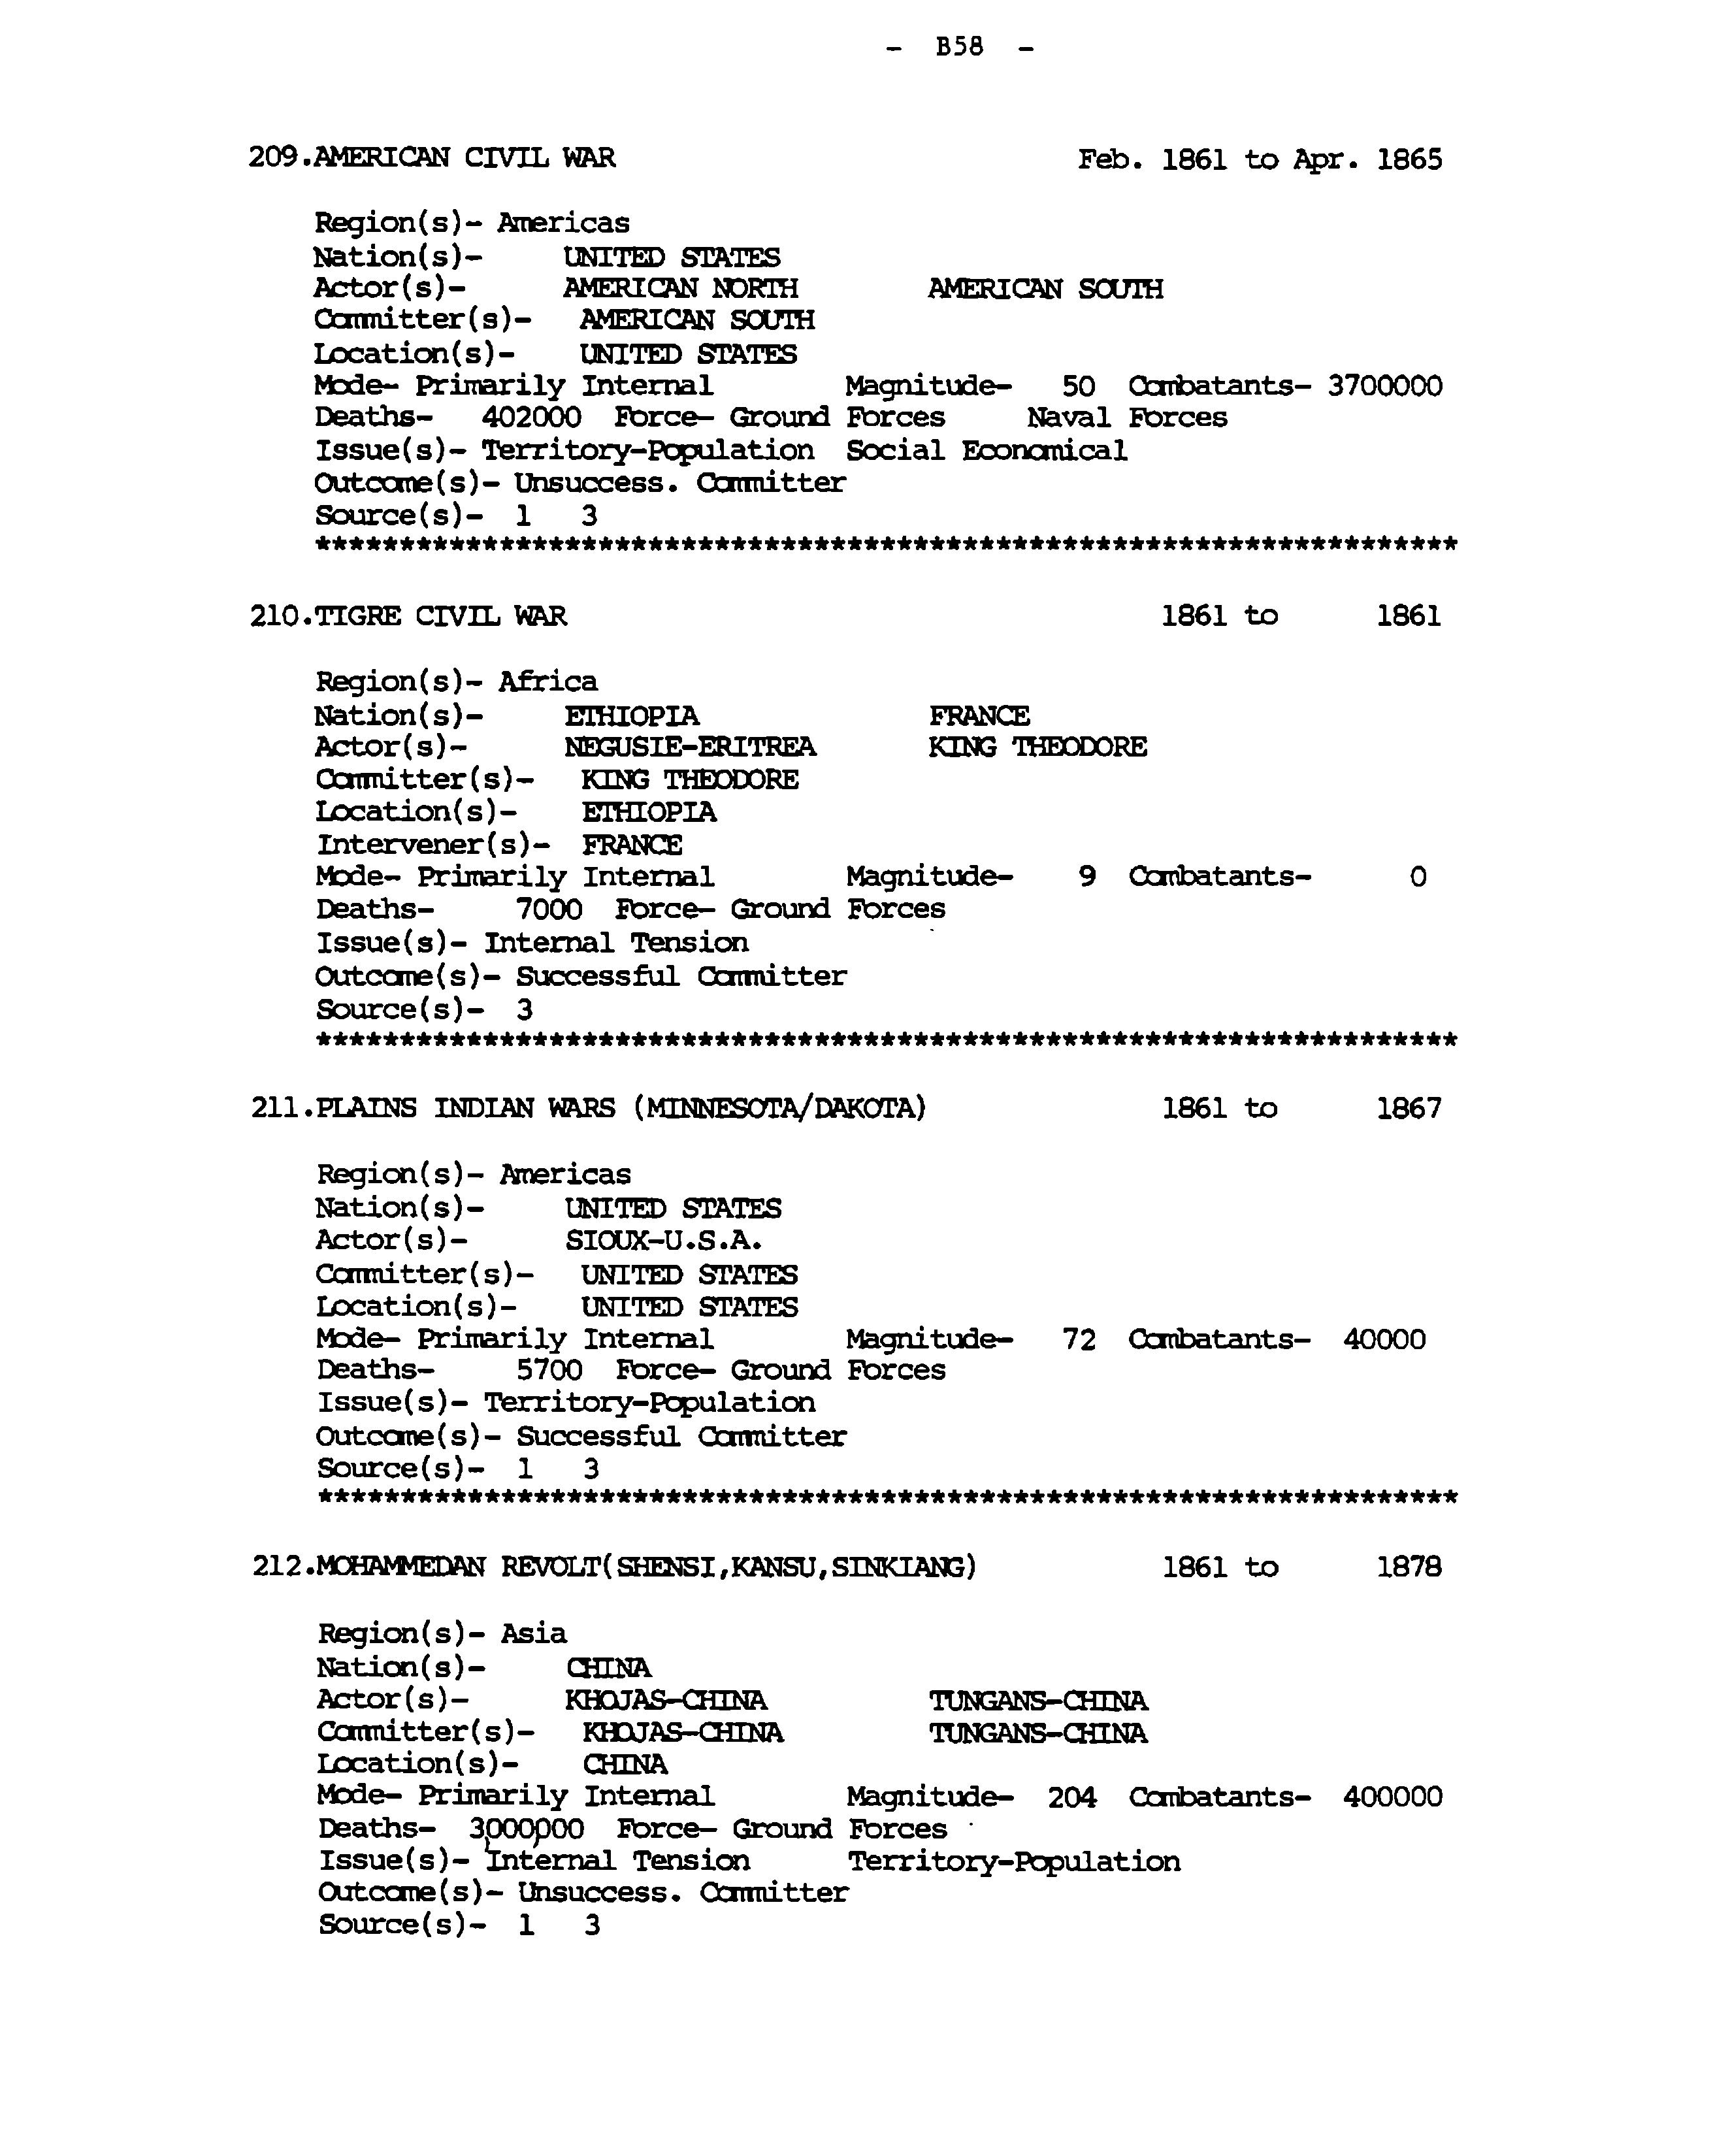 - B58 -
209.AMERICAN CIVIL WAR Feb. 1861 to Apr. 1865
Region(s)- Americas
Nation(s)- UNITED STATES
Actor(s)- AMERICAN NORTH AMERICAN SOUTH
Committer(s)- AMERICAN SOUTH
Location(s)- UNITED STATES
Mode- Primarily Internal Magnitude- 50 Combatants- 3700000
Deaths- 402000 Force- Ground Forces Naval Forces
Issue(s)- Territory-Population Social Economical
Outcome(s)- Unsuccess. Committer
Source(s)- 1 3
*********************************************************************
210.TIGRE CIVIL WAR 1861 to 1861
Region(s)- Africa
Nation(s)- ETHIOPIA FRANCE
Actor(s)- NEGUSIE-ERITREA KING THEODORE
Committer(s)- KING THEODORE
Location(s)- ETHIOPIA
Intervener(s)- FRANCE
Mode- Primarily Internal Magnitude- 9 Combatants- 0
Deaths- 7000 Force- Ground Forces
Issue(s)- Internal Tension
Outcome(s)- Successful Committer
Source(s)- 3
*********************************************************************
211.PLAINS INDIAN WARS (MINNESOTA/DAKOTA) 1861 to 1867
Region(s)- Americas
Nation(s)- UNITED STATES
Actor(s)- SIOUX-U.S.A.
Committer(s)- UNITED STATES
Location(s)- UNITED STATES
Mode- Primarily Internal Magnitude- 72 Combatants- 40000
Deaths- 5700 Force- Ground Forces
Issue(s)- Territory-Population
Outcome(s)- Successful Committer
Source(s)- 1 3
*********************************************************************
212.MOHAMMEDAN REVOLT(SHENSI,KANSU,SINKIANG) 1861 to 1878
Region(s)- Asia
Nation(s)- CHINA
Actor(s)- KHOJAS-CHINA TUNGANS-CHINA
Committer(s)- KHOJAS-CHINA TUNGANS-CHINA
Location(s)- CHINA
Mode- Primarily Internal Magnitude- 204 Combatants- 400000
Deaths- 3,000,000 Force- Ground Forces
Issue(s)- Internal Tension Territory-Population
Outcome(s)- Unsuccess. Committer
Source(s)- 1 3